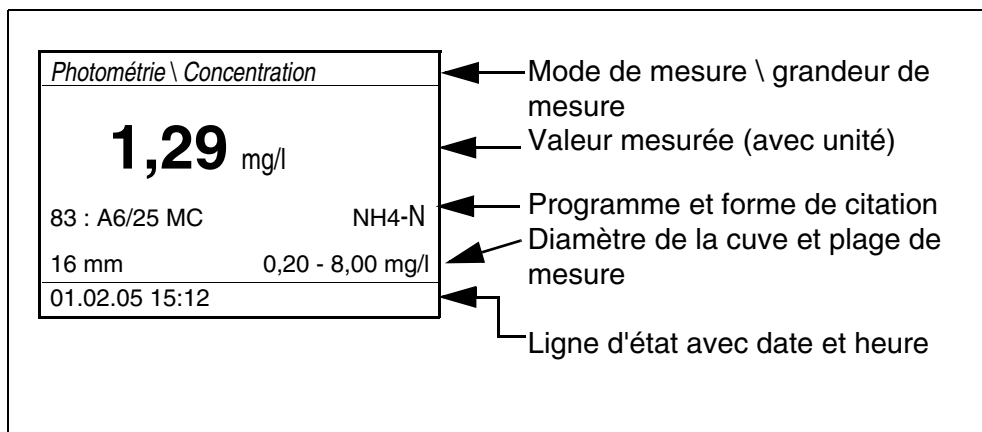 Photométrie \ Concentration
1,29 mg/l
83 : A6/25 MC NH4-N
16 mm 0,20 - 8,00 mg/l
01.02.05 15:12
Mode de mesure \ grandeur de
mesure
Valeur mesurée (avec unité)
Programme et forme de citation
Diamètre de la cuve et plage de
mesure
Ligne d'état avec date et heure